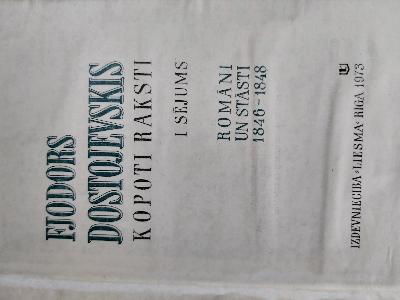 FJODORS
DOSTOJEVSKIS
KOPOTI RAKSTI
I SĒJUMS
ROMĀNI
UN STĀSTI
1846-1848
IZDEVNIECĪBA «LIESMA» RĪGĀ 1973